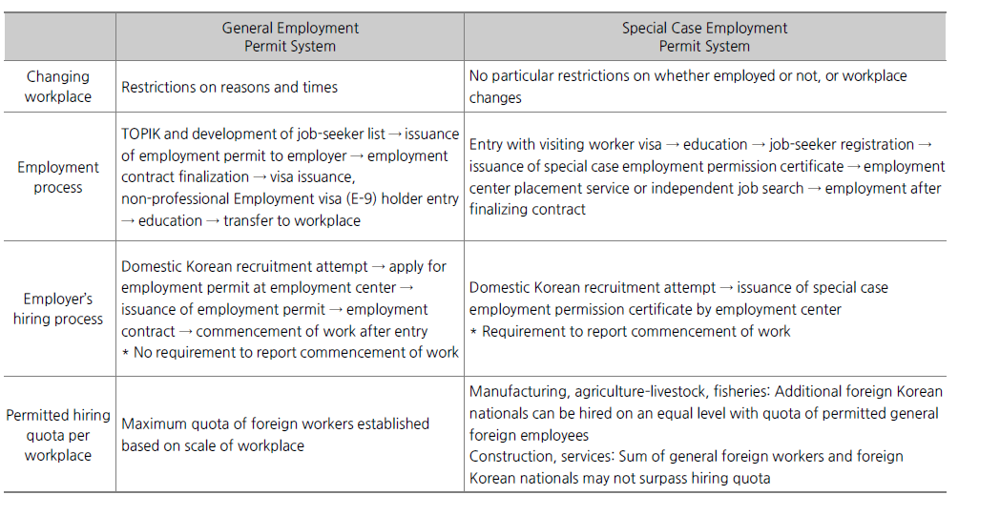 General Employment
Permit System
Special Case Employment
Permit System
Changing
workplace
Restrictions on reasons and times
No particular restrictions on whether employed or not, or workplace
changes
Employment
process
TOPIK and development of job-seeker list → issuance
of employment permit to employer → employment
contract finalization → visa issuance,
non-professional Employment visa (E-9) holder entry
→ education → transfer to workplace
Entry with visiting worker visa → education → job-seeker registration →
issuance of special case employment permission certificate → employment
center placement service or independent job search → employment after
finalizing contract
Employer's
hiring process
Domestic Korean recruitment attempt → apply for
employment permit at employment center →
issuance of employment permit → employment
contract → commencement of work after entry
* No requirement to report commencement of work
Domestic Korean recruitment attempt → issuance of special case
employment permission certificate by employment center
* Requirement to report commencement of work
Permitted hiring
quota per
workplace
Maximum quota of foreign workers established
based on scale of workplace
Manufacturing, agriculture-livestock, fisheries: Additional foreign Korean
nationals can be hired on an equal level with quota of permitted general
foreign employees
Construction, services: Sum of general foreign workers and foreign
Korean nationals may not surpass hiring quota